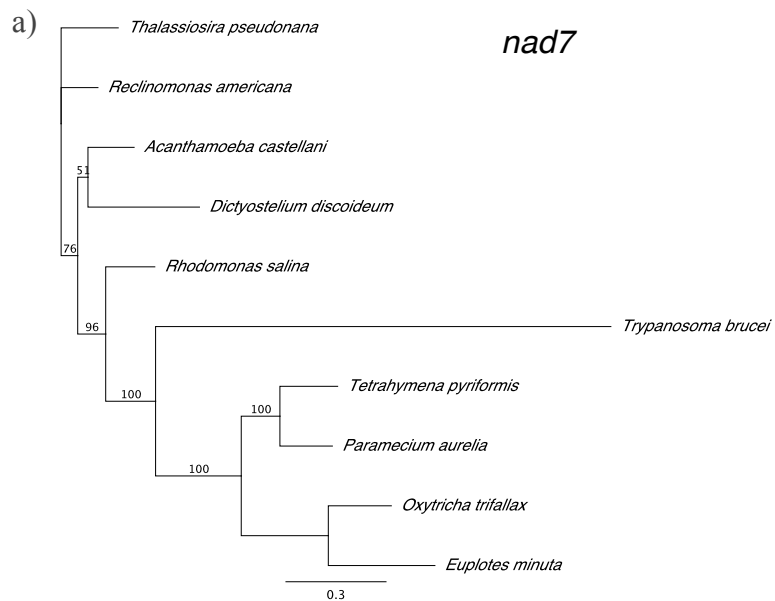 a)
Thalassiosira pseudonana
nad7
Reclinomonas americana
Acanthamoeba castellani
51
Dictyostelium discoideum
76
Rhodomonas salina
96
Trypanosoma brucei
Tetrahymena pyriformis
100
100
Paramecium aurelia
100
Oxytricha trifallax
Euplotes minuta
0.3